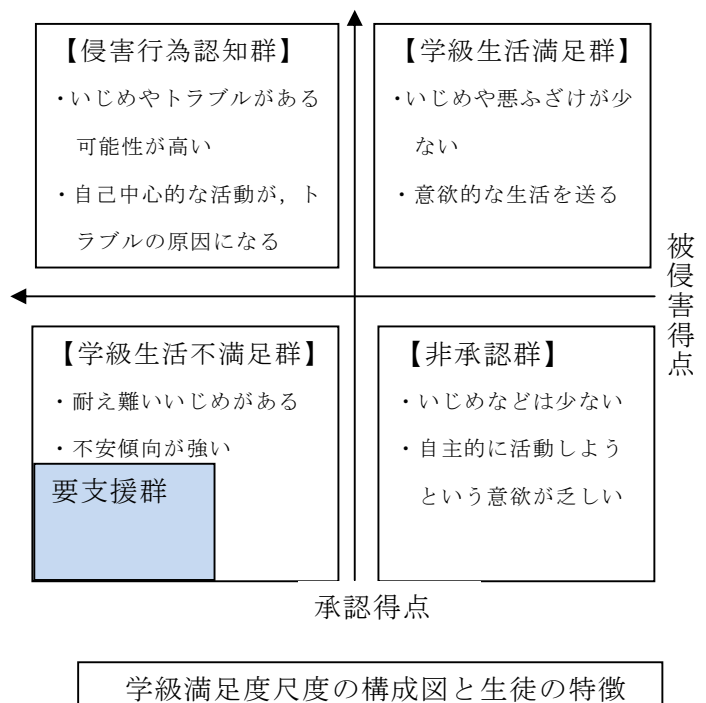 【侵害行為認知群】
・いじめやトラブルがある
可能性が高い
・自己中心的な活動が，ト
ラブルの原因になる
【学級生活満足群】
・いじめや悪ふざけが少
ない
・意欲的な生活を送る
被侵害得点
【学級生活不満足群】
・耐え難いいじめがある
・不安傾向が強い
要支援群
【非承認群】
・いじめなどは少ない
・自主的に活動しよう
という意欲が乏しい
承認得点
学級満足度尺度の構成図と生徒の特徴